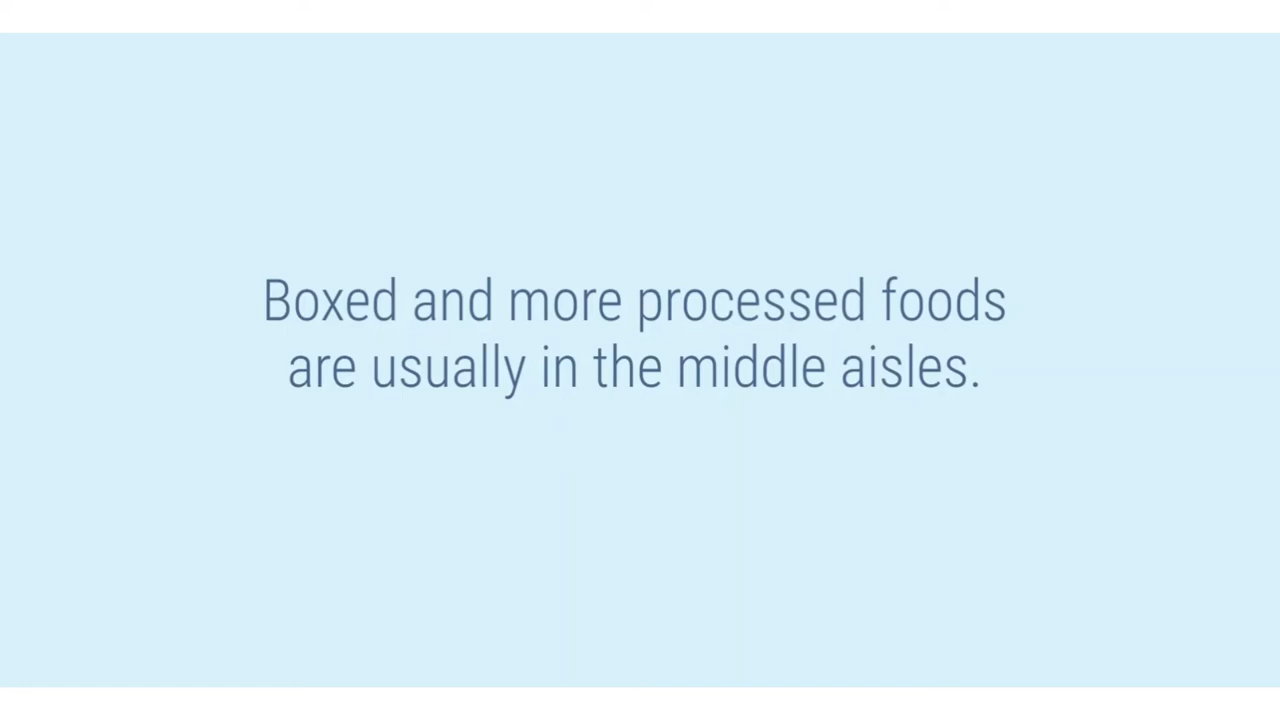 Boxed and more processed foods
are usually in the middle aisles.